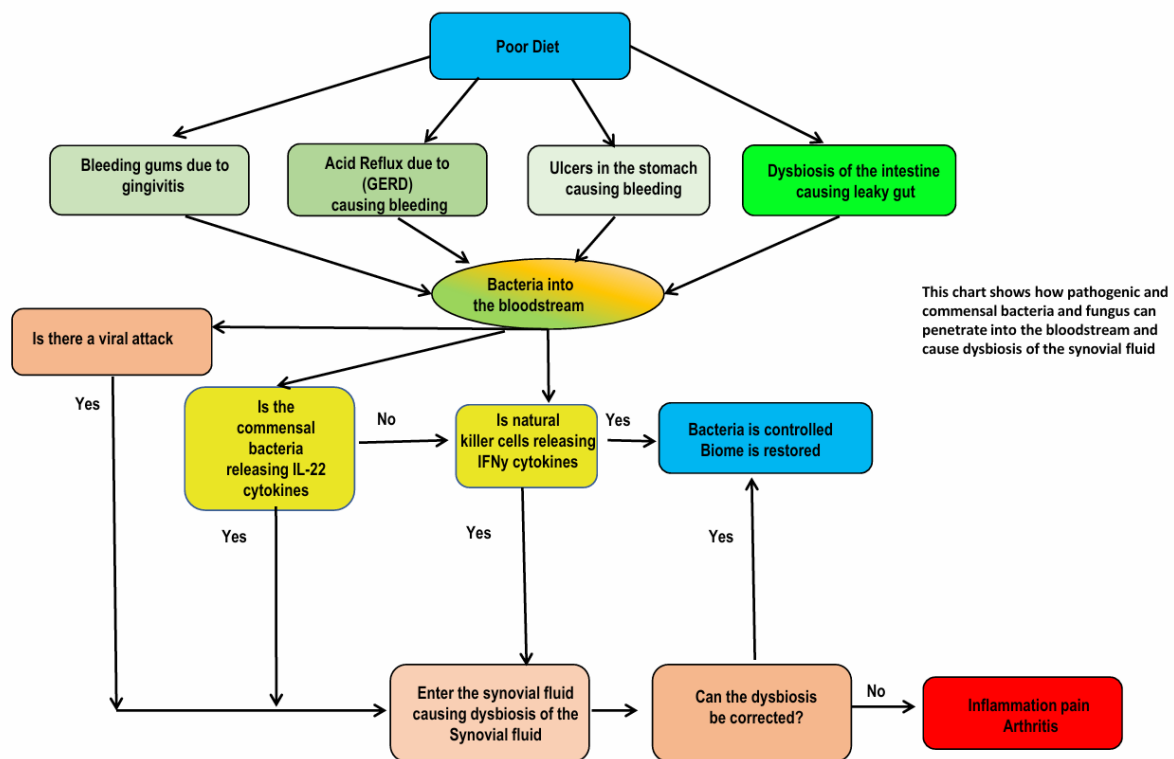 Poor Diet
Bleeding gums due to
gingivitis
Acid Reflux due to
(GERD)
causing bleeding
Ulcers in the stomach
causing bleeding
Dysbiosis of the intestine
causing leaky gut
Bacteria into
the bloodstream
This chart shows how pathogenic and
commensal bacteria and fungus can
penetrate into the bloodstream and
cause dysbiosis of the synovial fluid
Is there a viral attack
Yes
Is the
commensal
bacteria
releasing IL-22
cytokines
No
Is natural
killer cells releasing
IFNy cytokines
Yes
Bacteria is controlled
Biome is restored
Yes
Yes
Yes
Enter the synovial fluid
causing dysbiosis of the
Synovial fluid
Can the dysbiosis
be corrected?
No
Inflammation pain
Arthritis